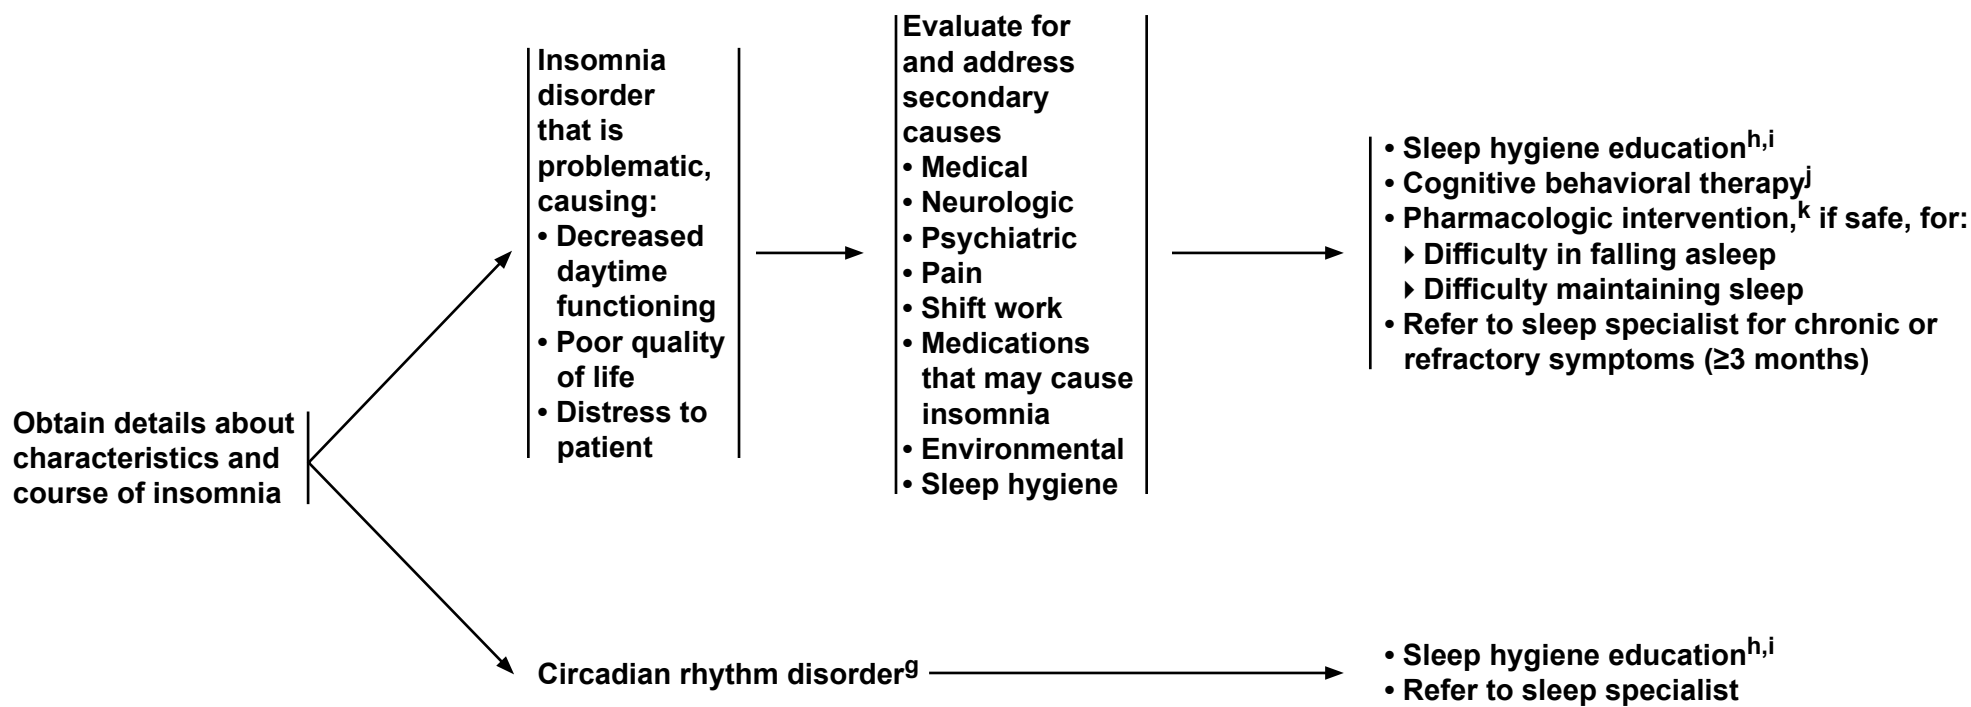 Obtain details about
characteristics and
course of insomnia
Insomnia
disorder
that is
problematic,
causing:
• Decreased
daytime
functioning
• Poor quality
of life
• Distress to
patient
Evaluate for
and address
secondary
causes
• Medical
• Neurologic
• Psychiatric
• Pain
• Shift work
• Medications
that may cause
insomnia
• Environmental
• Sleep hygiene
• Sleep hygiene educationh,i
• Cognitive behavioral therapyj
• Pharmacologic intervention,k if safe, for:
▸ Difficulty in falling asleep
▸ Difficulty maintaining sleep
• Refer to sleep specialist for chronic or
refractory symptoms (≥3 months)
Circadian rhythm disorderg
• Sleep hygiene educationh,i
• Refer to sleep specialist